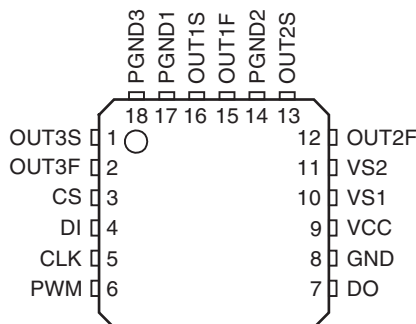 PGND3
PGND1
OUT1S
OUT1F
PGND2
OUT2S
18 17 16 15 14 13
OUT3S 1 12 OUT2F
OUT3F 2 11 VS2
CS 3 10 VS1
DI 4 9 VCC
CLK 5 8 GND
PWM 6 7 DO